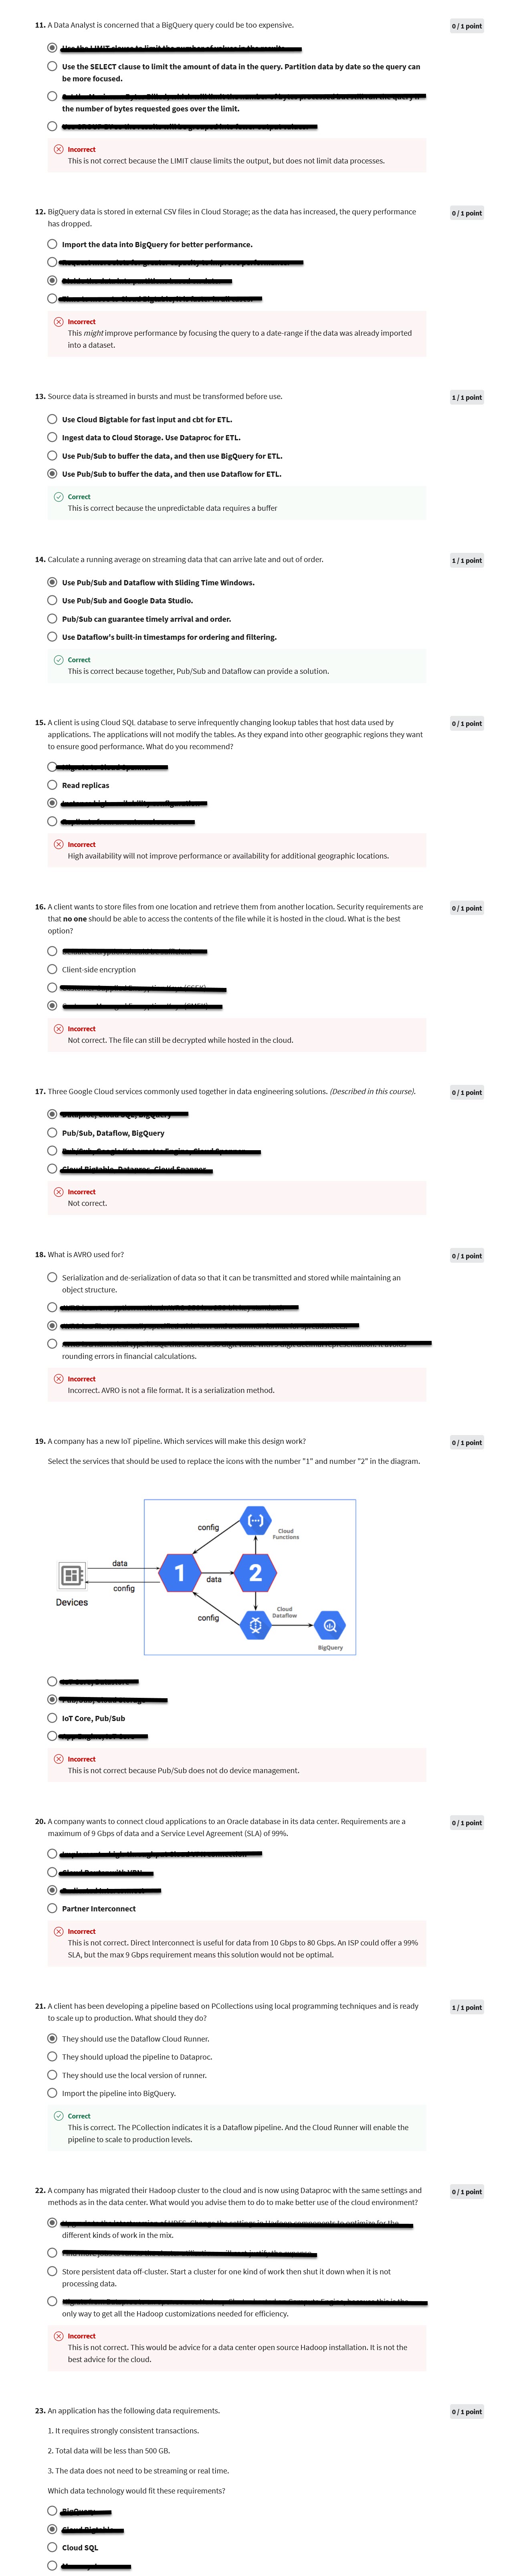 11. A Data Analyst is concerned that a BigQuery query could be too expensive.
0 / 1 point
Use the SELECT clause to limit the amount of data in the query. Partition data by date so the query can
be more focused.
the number of bytes requested goes over the limit.
Incorrect
This is not correct because the LIMIT clause limits the output, but does not limit data processes.
12. BigQuery data is stored in external CSV files in Cloud Storage; as the data has increased, the query performance
has dropped.
0 / 1 point
Import the data into BigQuery for better performance.
Incorrect
This might improve performance by focusing the query to a date-range if the data was already imported
into a dataset.
13. Source data is streamed in bursts and must be transformed before use.
1 / 1 point
Use Cloud Bigtable for fast input and cbt for ETL.
Ingest data to Cloud Storage. Use Dataproc for ETL.
Use Pub/Sub to buffer the data, and then use BigQuery for ETL.
Use Pub/Sub to buffer the data, and then use Dataflow for ETL.
Correct
This is correct because the unpredictable data requires a buffer
14. Calculate a running average on streaming data that can arrive late and out of order.
1 / 1 point
Use Pub/Sub and Dataflow with Sliding Time Windows.
Use Pub/Sub and Google Data Studio.
Pub/Sub can guarantee timely arrival and order.
Use Dataflow's built-in timestamps for ordering and filtering.
Correct
This is correct because together, Pub/Sub and Dataflow can provide a solution.
15. A client is using Cloud SQL database to serve infrequently changing lookup tables that host data used by
applications. The applications will not modify the tables. As they expand into other geographic regions they want
to ensure good performance. What do you recommend?
0 / 1 point
Read replicas
Incorrect
High availability will not improve performance or availability for additional geographic locations.
16. A client wants to store files from one location and retrieve them from another location. Security requirements are
that no one should be able to access the contents of the file while it is hosted in the cloud. What is the best
option?
0 / 1 point
Client-side encryption
Incorrect
Not correct. The file can still be decrypted while hosted in the cloud.
17. Three Google Cloud services commonly used together in data engineering solutions. (Described in this course).
0 / 1 point
Pub/Sub, Dataflow, BigQuery
Incorrect
Not correct.
18. What is AVRO used for?
0 / 1 point
Serialization and de-serialization of data so that it can be transmitted and stored while maintaining an
object structure.
rounding errors in financial calculations.
Incorrect
Incorrect. AVRO is not a file format. It is a serialization method.
19. A company has a new IoT pipeline. Which services will make this design work?
0 / 1 point
Select the services that should be used to replace the icons with the number "1" and number "2" in the diagram.
config
Cloud
Functions
data
1
data
2
config
Devices
config
Cloud
Dataflow
BigQuery
IoT Core, Pub/Sub
Incorrect
This is not correct because Pub/Sub does not do device management.
20. A company wants to connect cloud applications to an Oracle database in its data center. Requirements are a
maximum of 9 Gbps of data and a Service Level Agreement (SLA) of 99%.
0 / 1 point
Partner Interconnect
Incorrect
This is not correct. Direct Interconnect is useful for data from 10 Gbps to 80 Gbps. An ISP could offer a 99%
SLA, but the max 9 Gbps requirement means this solution would not be optimal.
21. A client has been developing a pipeline based on PCollections using local programming techniques and is ready
to scale up to production. What should they do?
1 / 1 point
They should use the Dataflow Cloud Runner.
They should upload the pipeline to Dataproc.
They should use the local version of runner.
Import the pipeline into BigQuery.
Correct
This is correct. The PCollection indicates it is a Dataflow pipeline. And the Cloud Runner will enable the
pipeline to scale to production levels.
22. A company has migrated their Hadoop cluster to the cloud and is now using Dataproc with the same settings and
methods as in the data center. What would you advise them to do to make better use of the cloud environment?
0 / 1 point
different kinds of work in the mix.
Store persistent data off-cluster. Start a cluster for one kind of work then shut it down when it is not
processing data.
only way to get all the Hadoop customizations needed for efficiency.
Incorrect
This is not correct. This would be advice for a data center open source Hadoop installation. It is not the
best advice for the cloud.
23. An application has the following data requirements.
0 / 1 point
1. It requires strongly consistent transactions.
2. Total data will be less than 500 GB.
3. The data does not need to be streaming or real time.
Which data technology would fit these requirements?
Cloud SQL